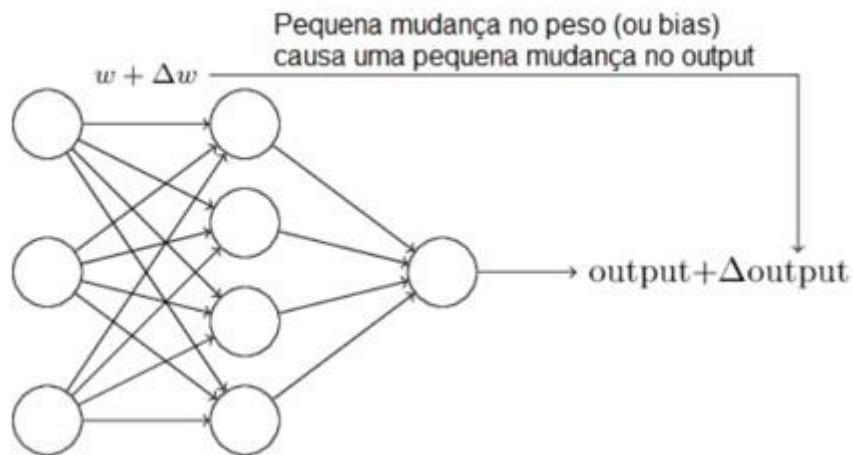 Pequena mudança no peso (ou bias)
causa uma pequena mudança no output
w + Δw
output+Δoutput